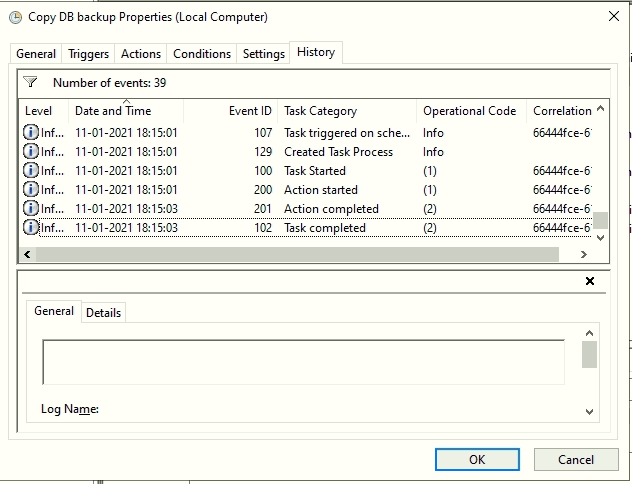 Copy DB backup Properties (Local Computer)
General Triggers Actions Conditions Settings History
Number of events: 39
Level Date and Time Event ID Task Category Operational Code Correlation
Inf... 11-01-2021 18:15:01 107 Task triggered on sche... Info 66444fce-6
Inf... 11-01-2021 18:15:01 129 Created Task Process Info
Inf... 11-01-2021 18:15:01 100 Task Started (1) 66444fce-6
Inf... 11-01-2021 18:15:01 200 Action started (1) 66444fce-6
Inf... 11-01-2021 18:15:03 201 Action completed (2) 66444fce-6
Inf... 11-01-2021 18:15:03 102 Task completed (2) 66444fce-6
General Details
Log Name:
OK Cancel